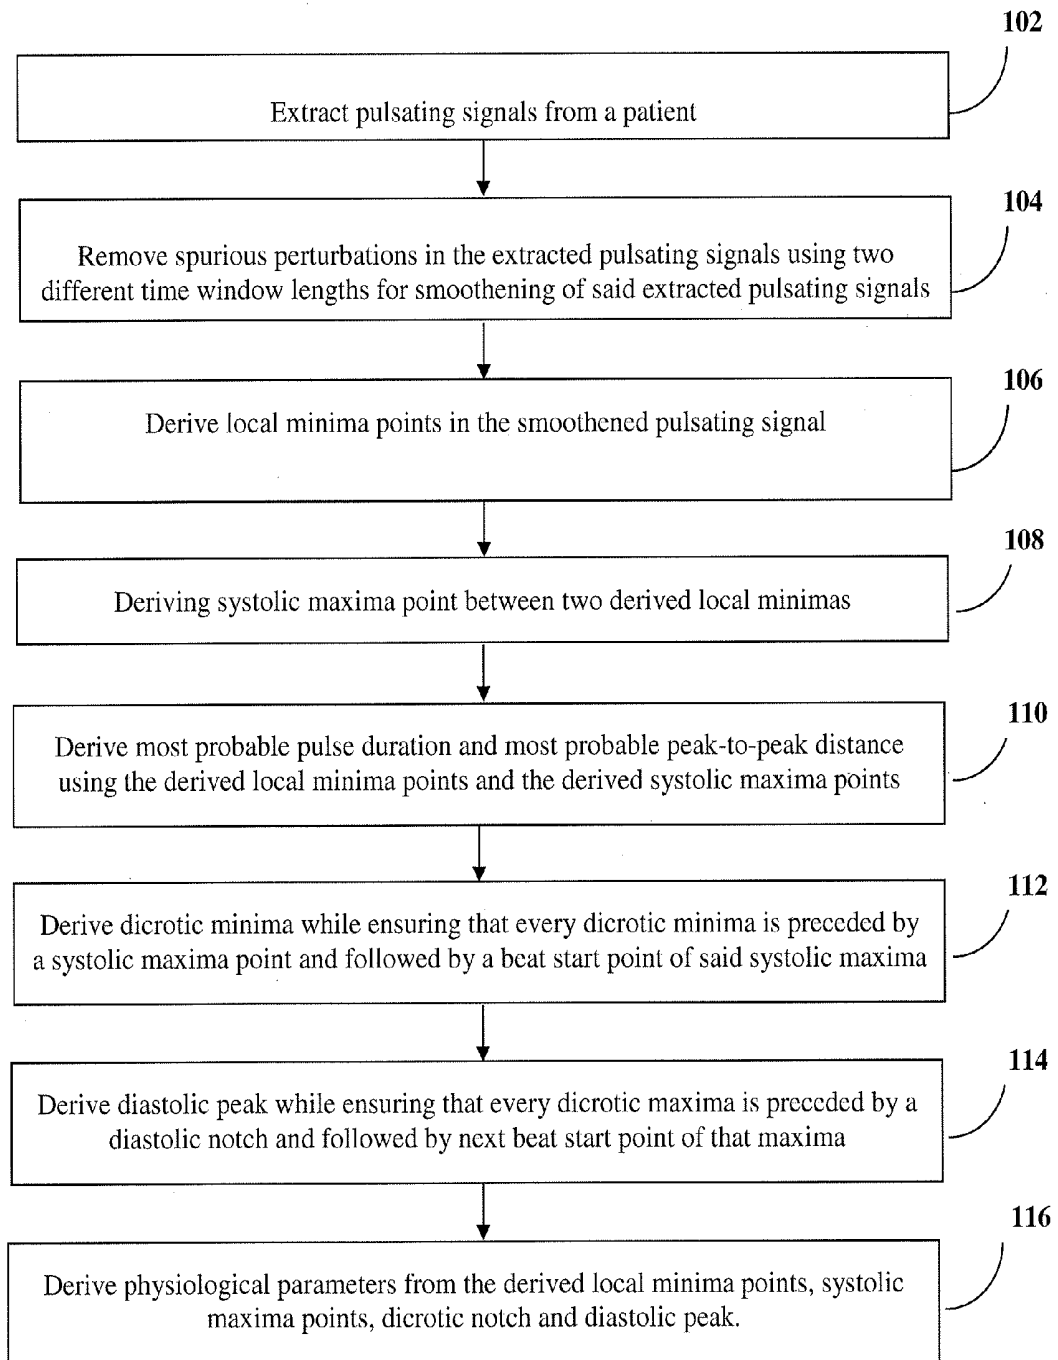 102
Extract pulsating signals from a patient
104
Remove spurious perturbations in the extracted pulsating signals using two
different time window lengths for smoothening of said extracted pulsating signals
106
Derive local minima points in the smoothened pulsating signal
108
Deriving systolic maxima point between two derived local minimas
110
Derive most probable pulse duration and most probable peak-to-peak distance
using the derived local minima points and the derived systolic maxima points
112
Derive dicrotic minima while ensuring that every dicrotic minima is preceded by
a systolic maxima point and followed by a beat start point of said systolic maxima
114
Derive diastolic peak while ensuring that every dicrotic maxima is preceded by a
diastolic notch and followed by next beat start point of that maxima
116
Derive physiological parameters from the derived local minima points, systolic
maxima points, dicrotic notch and diastolic peak.